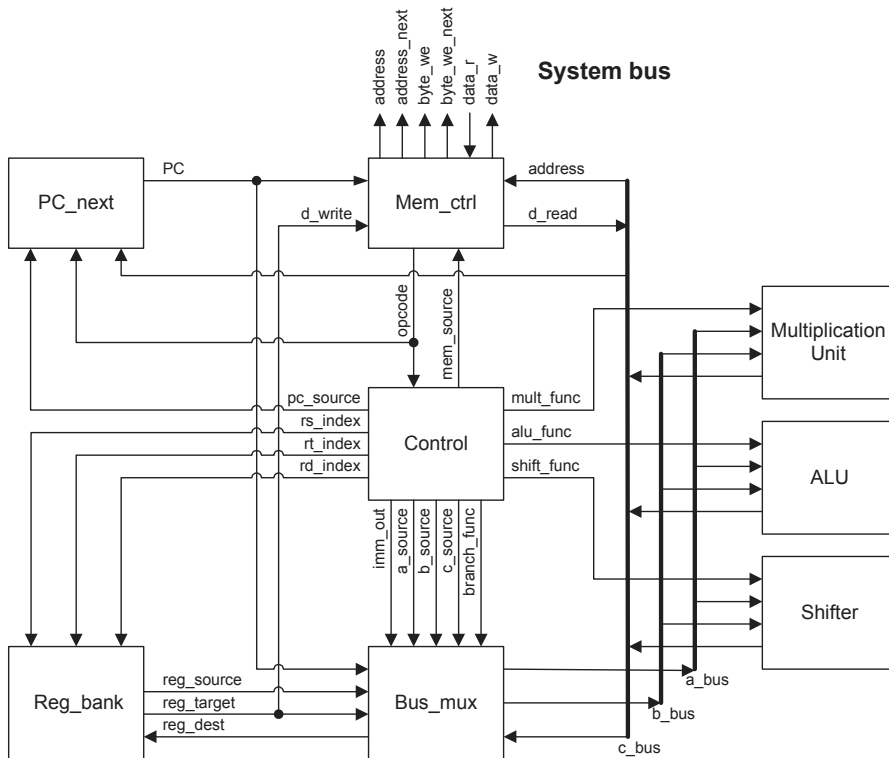 address
address_next
byte_we
byte_we_next
data_r
data_w
System bus
PC
PC_next
Mem_ctrl
address
d_write
d_read
opcode
mem_source
Multiplication
Unit
pc_source
rs_index
rt_index
rd_index
Control
mult_func
alu_func
shift_func
ALU
imm_out
a_source
b_source
c_source
branch_func
Shifter
Reg_bank
reg_source
reg_target
reg_dest
Bus_mux
a_bus
b_bus
c_bus